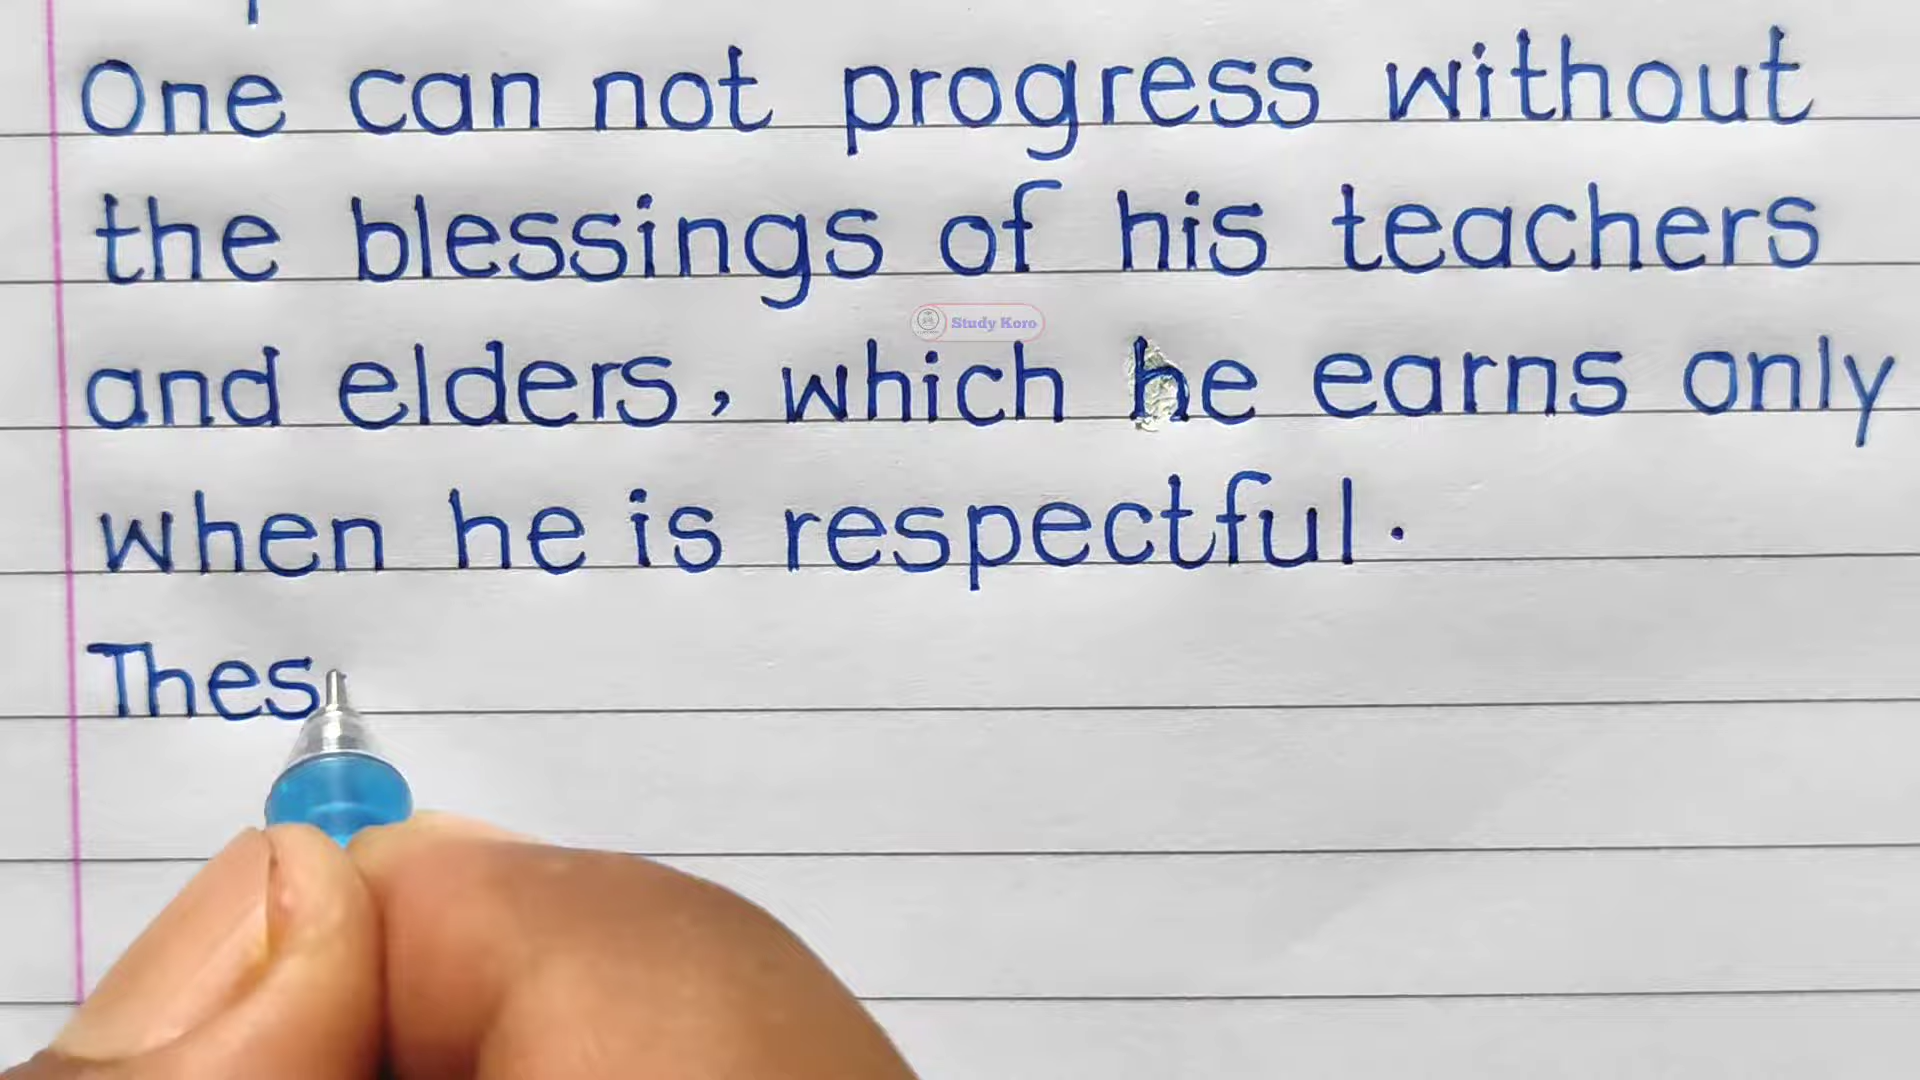 One can not progress without
the blessings of his teachers
Study Koro
and elders, which he earns only
when he is respectful.
Thes